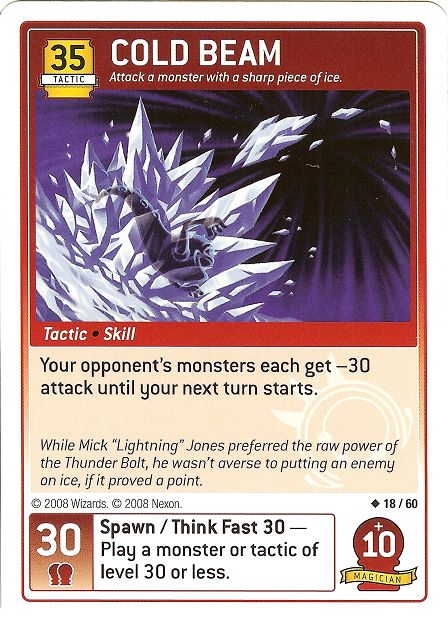 35
TACTIC
COLD BEAM
Attack a monster with a sharp piece of ice.
Tactic • Skill
Your opponent's monsters each get –30
attack until your next turn starts.
While Mick "Lightning" Jones preferred the raw power of
the Thunder Bolt, he wasn't averse to putting an enemy
on ice, if it proved a point.
© 2008 Wizards. © 2008 Nexon.
◆ 18 / 60
30
Spawn / Think Fast 30 —
Play a monster or tactic of
level 30 or less.
+
10
MAGICIAN